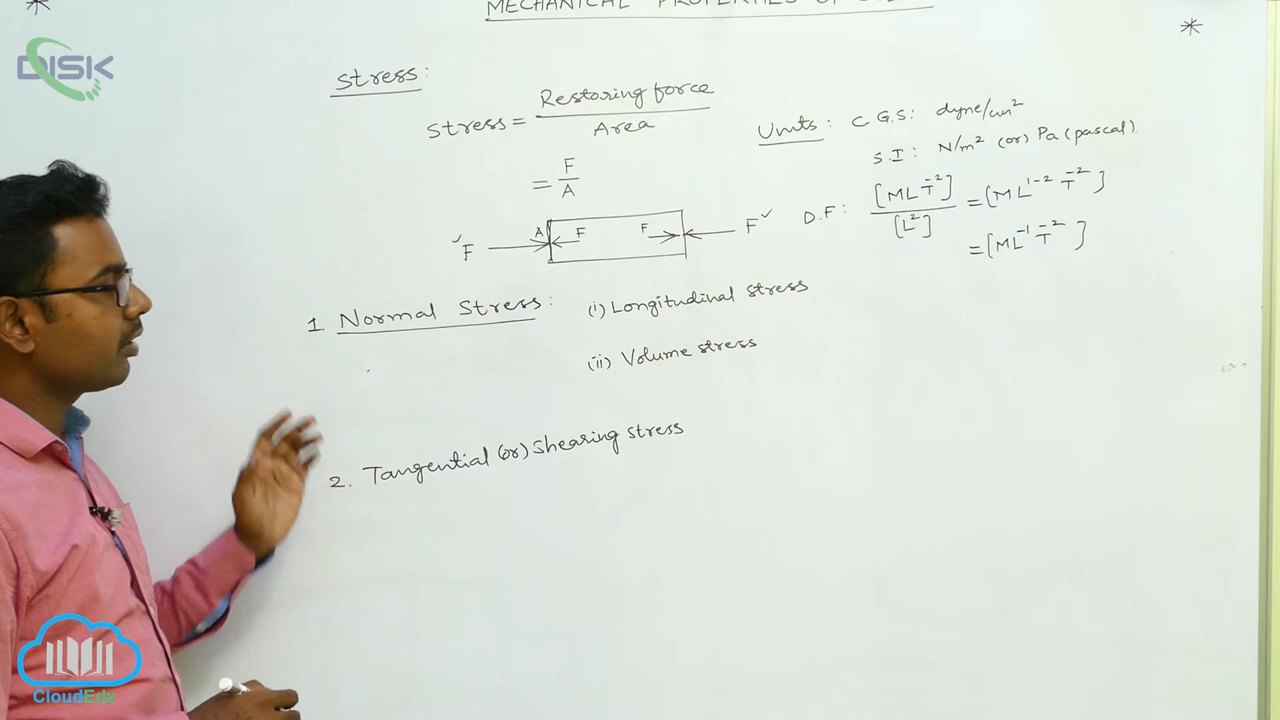 MECHANICAL PROPERTIES OF
*
*
DISK
Stress:
Stress = Restoring force / Area
= F / A
A F F
F F
Units: C G.S: dyne/cm²
S.I: N/m² (or) Pa (pascal).
D.F: [MLT⁻²] / [L²] = [ML¹⁻² T⁻²]
= [ML⁻¹T⁻²]
1. Normal Stress: (i) Longitudinal stress
(ii) Volume stress
2. Tangential (or) Shearing stress
CloudEdz